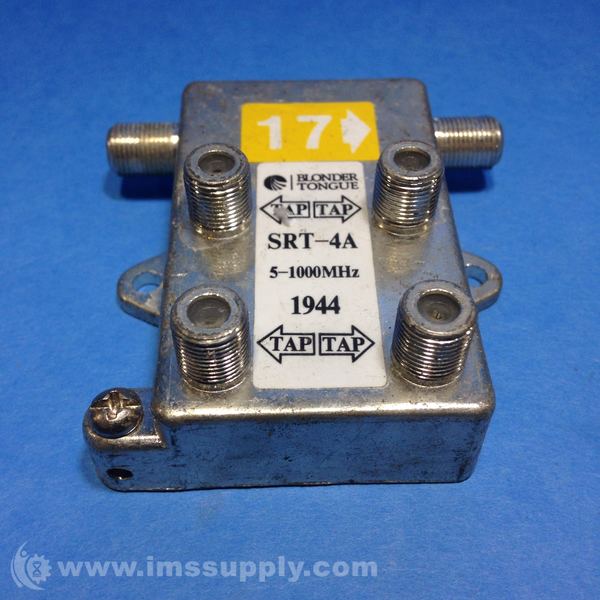 17
BLONDER
TONGUE
TAP TAP
SRT-4A
5-1000MHz
1944
TAP TAP
www.imssupply.com